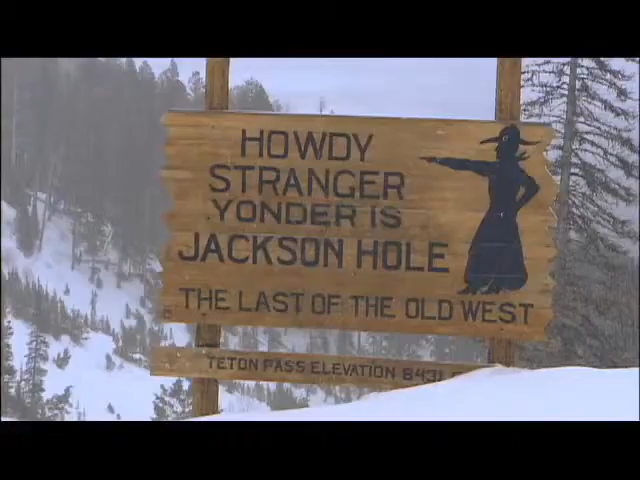 HOWDY
STRANGER
YONDER IS
JACKSON HOLE
THE LAST OF THE OLD WEST
TETON PASS ELEVATION 8431